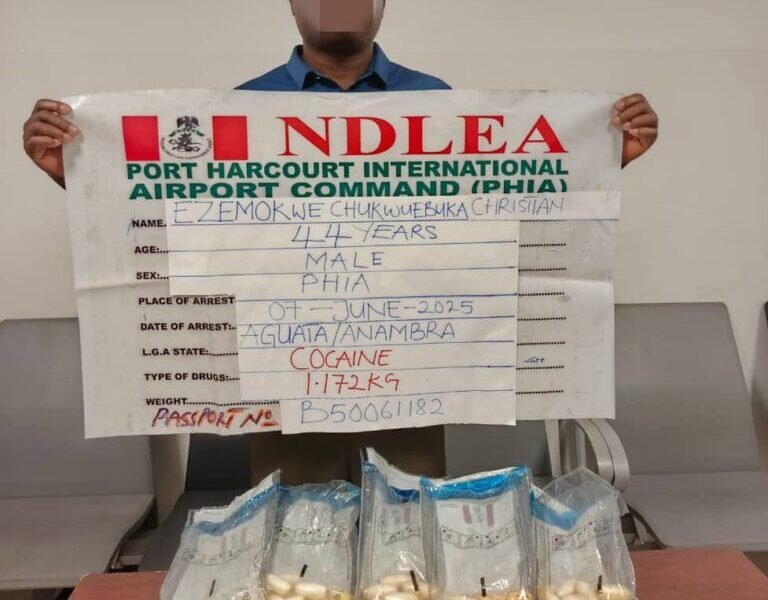 NDLEA
PORT HARCOURT INTERNATIONAL
AIRPORT COMMAND (PHIA)
NAME. EZEMOKWE CHUKWUEBUKA CHRISTIAN
AGE:... 44 YEARS
SEX:... MALE
PLACE OF ARREST PHIA
DATE OF ARREST:.. 07-JUNE-2025
L.G.A STATE:...... AGUATA/ANAMBRA
TYPE OF DRUGS:... COCAINE
WEIGHT................ 1.172KG
PASSPORT No B50061182